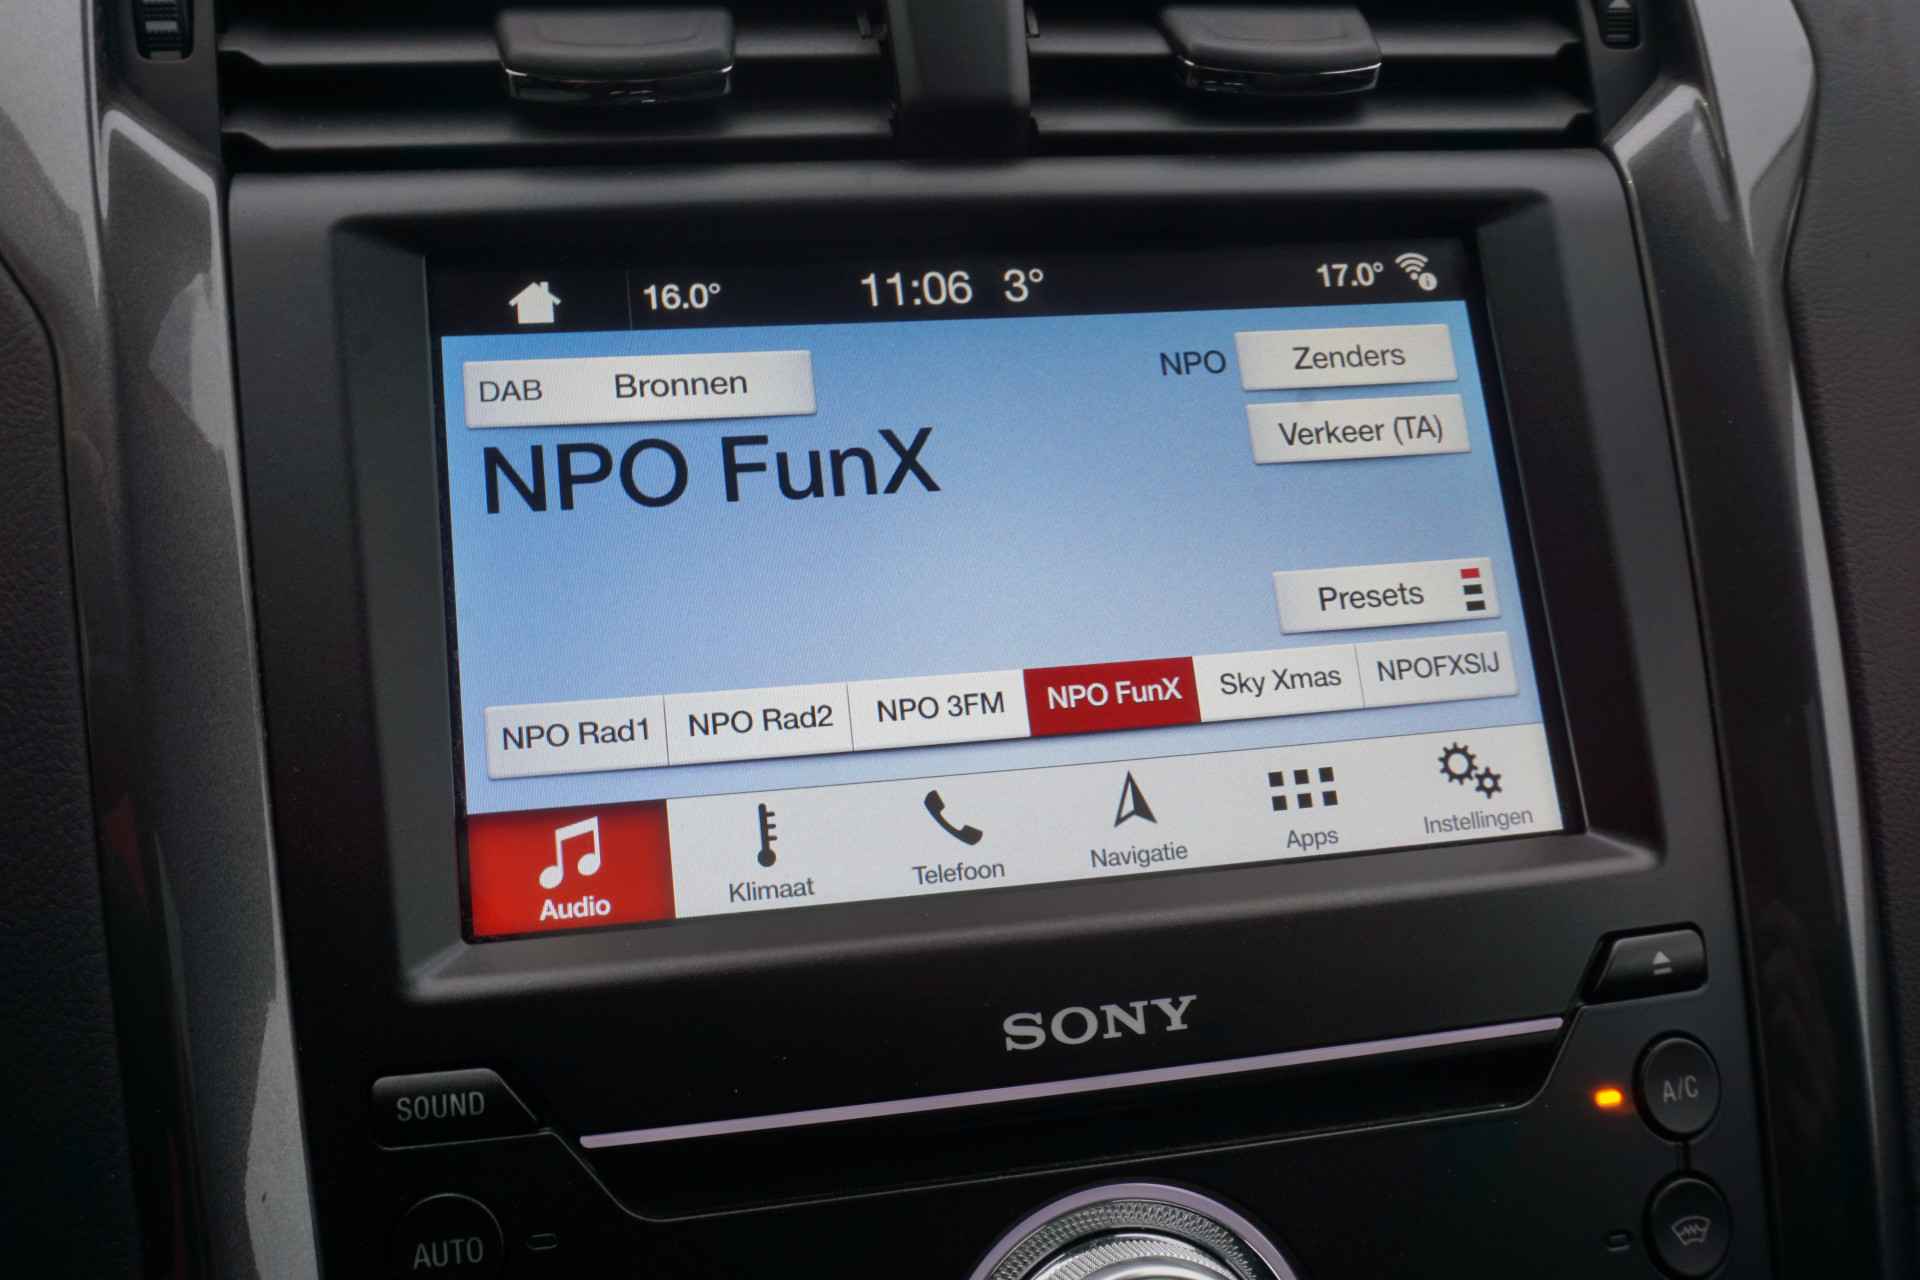 16.0° 11:06 3° 17.0°
DAB Bronnen NPO Zenders
Verkeer (TA)
NPO FunX
Presets
NPO Rad1 NPO Rad2 NPO 3FM NPO FunX Sky Xmas NPOFXSIJ
Audio Klimaat Telefoon Navigatie Apps Instellingen
SONY
SOUND
A/C
AUTO